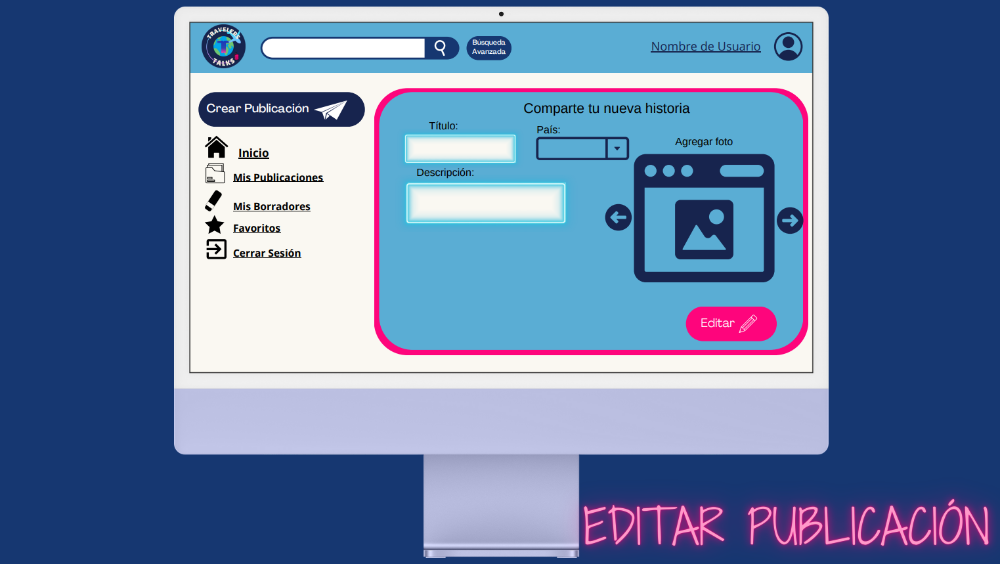 TRAVELERS
T
TALKS
Búsqueda
Avanzada
Nombre de Usuario
Crear Publicación
Inicio
Mis Publicaciones
Mis Borradores
Favoritos
Cerrar Sesión
Comparte tu nueva historia
Título:
País:
Agregar foto
Descripción:
Editar
EDITAR PUBLICACIÓN